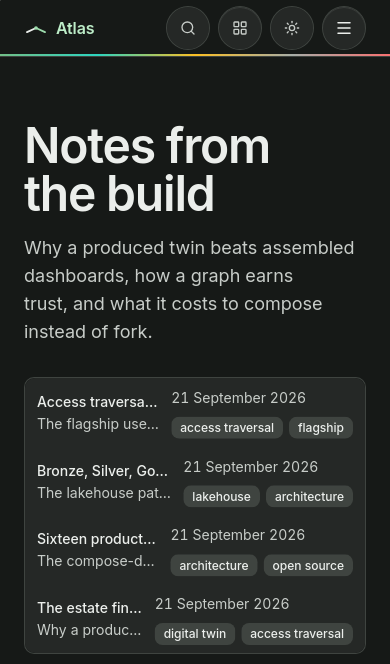 Atlas
Notes from
the build
Why a produced twin beats assembled
dashboards, how a graph earns
trust, and what it costs to compose
instead of fork.
Access traversa...
21 September 2026
The flagship use...
access traversal
flagship
Bronze, Silver, Go...
21 September 2026
The lakehouse pat...
lakehouse
architecture
Sixteen product...
21 September 2026
The compose-d...
architecture
open source
The estate fin...
21 September 2026
Why a produc...
digital twin
access traversal